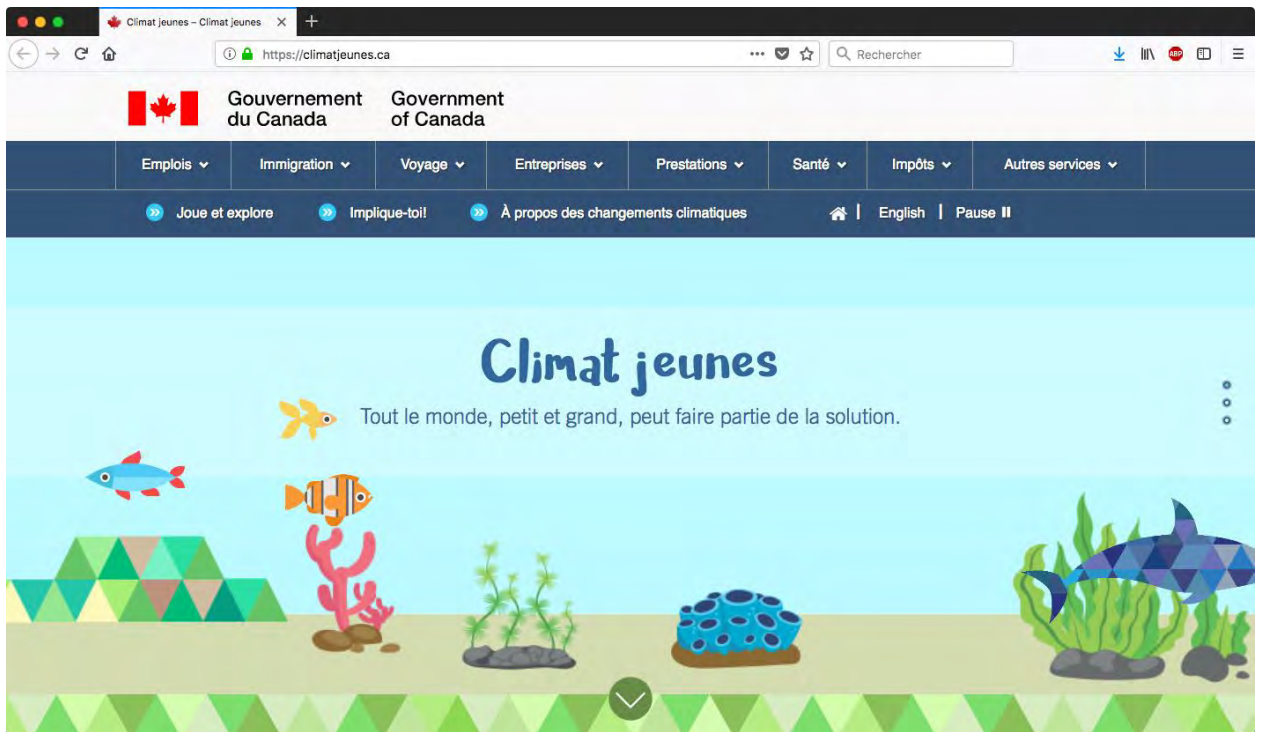 Climat jeunes – Climat jeunes
https://climatjeunes.ca
Rechercher
ABP
Gouvernement du Canada
Government of Canada
Emplois Immigration Voyage Entreprises Prestations Santé Impôts Autres services
Joue et explore Implique-toi! À propos des changements climatiques English Pause
Climat jeunes
Tout le monde, petit et grand, peut faire partie de la solution.